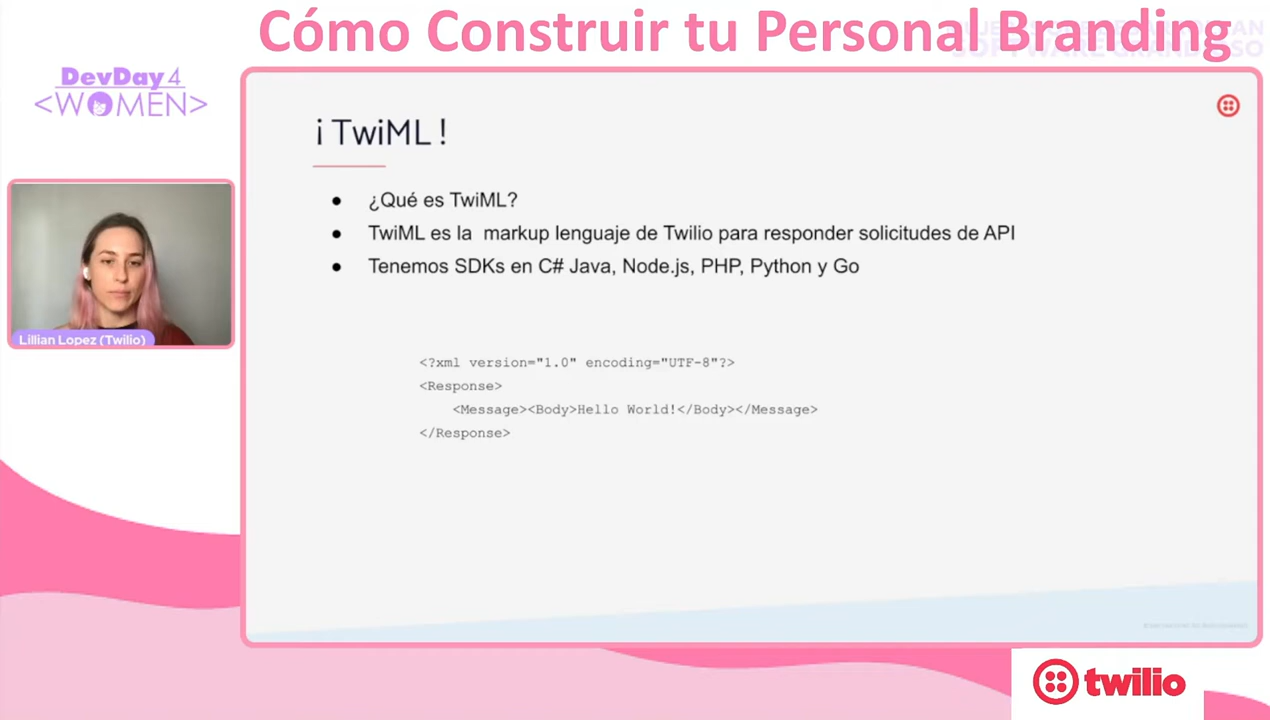 Cómo Construir tu Personal Branding
DevDay 4
<WOMEN>
¡ TwiML !
● ¿Qué es TwiML?
● TwiML es la markup lenguaje de Twilio para responder solicitudes de API
● Tenemos SDKs en C# Java, Node.js, PHP, Python y Go
<?xml version="1.0" encoding="UTF-8"?>
<Response>
<Message><Body>Hello World!</Body></Message>
</Response>
Lillian Lopez (Twilio)
twilio